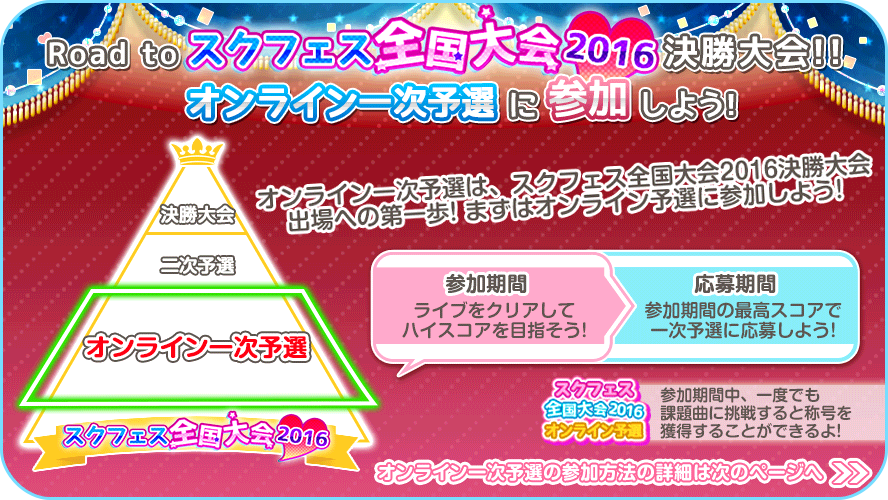 Road to スクフェス全国大会2016決勝大会!!
オンライン一次予選に参加しよう!
決勝大会
二次予選
オンライン一次予選
スクフェス全国大会2016
オンライン一次予選は、スクフェス全国大会2016決勝大会
出場への第一歩! まずはオンライン予選に参加しよう!
参加期間
ライブをクリアして
ハイスコアを目指そう!
応募期間
参加期間の最高スコアで
一次予選に応募しよう!
スクフェス
全国大会2016
オンライン予選
参加期間中、一度でも
課題曲に挑戦すると称号を
獲得することができるよ!
オンライン一次予選の参加方法の詳細は次のページへ